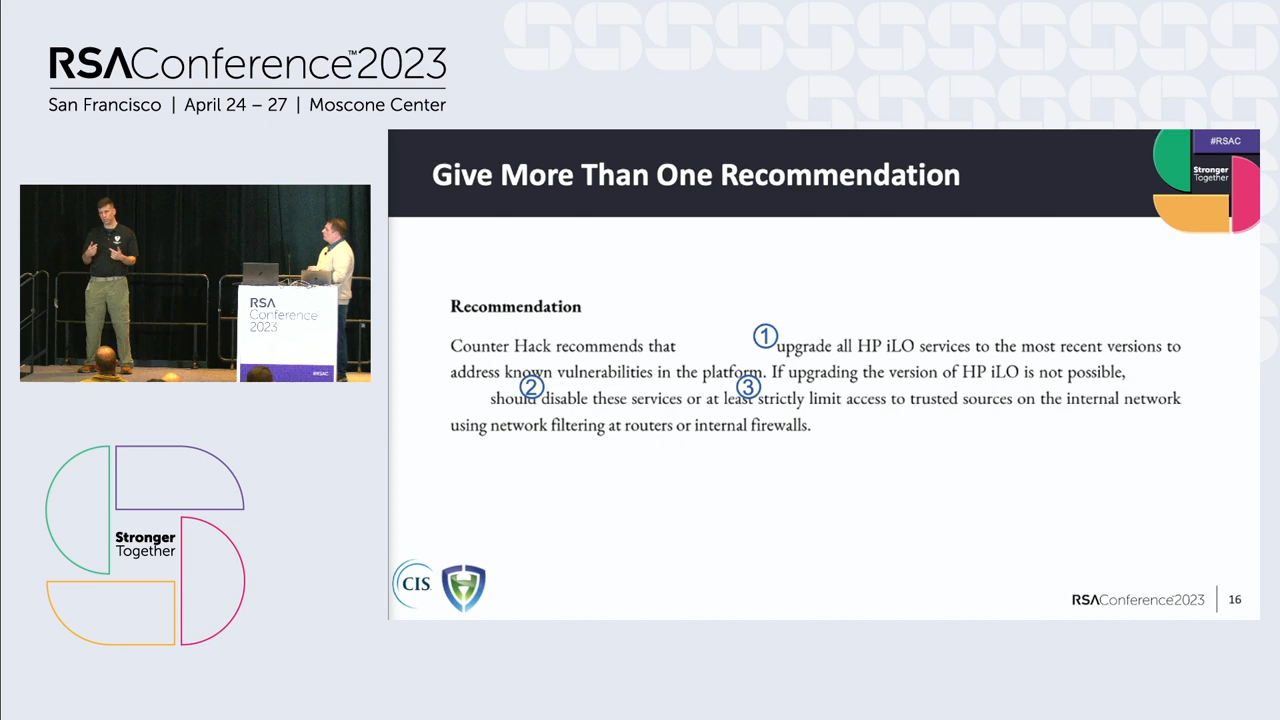 RSAConference™2023
San Francisco | April 24 – 27 | Moscone Center
Give More Than One Recommendation
#RSAC
Stronger
Together
Recommendation
Counter Hack recommends that ① upgrade all HP iLO services to the most recent versions to
address known vulnerabilities in the platform. If upgrading the version of HP iLO is not possible,
② ③
should disable these services or at least strictly limit access to trusted sources on the internal network
using network filtering at routers or internal firewalls.
RSA
Conference
2023
#RSAC
Stronger
Together
CIS
RSAConference2023 | 16